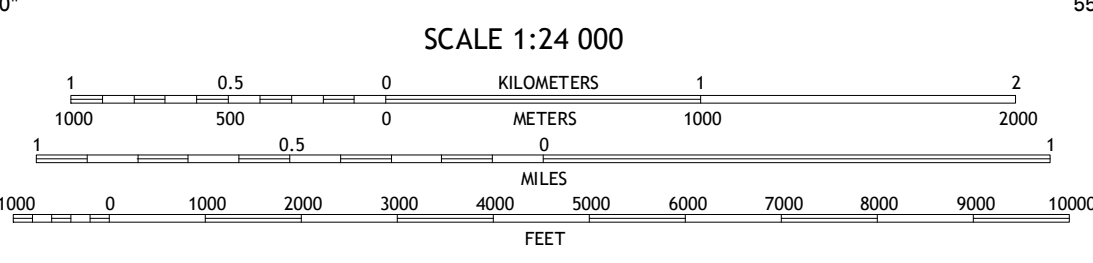 0" 55
SCALE 1:24 000
1 0.5 0 KILOMETERS 1 2
1000 500 0 METERS 1000 2000
1 0.5 0 1
MILES
1000 0 1000 2000 3000 4000 5000 6000 7000 8000 9000 10000
FEET